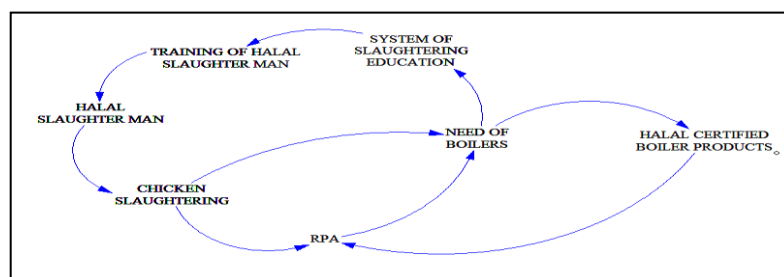 SYSTEM OF
SLAUGHTERING
EDUCATION
TRAINING OF HALAL
SLAUGHTER MAN
HALAL
SLAUGHTER MAN
NEED OF
BOILERS
HALAL CERTIFIED
BOILER PRODUCTS
CHICKEN
SLAUGHTERING
RPA